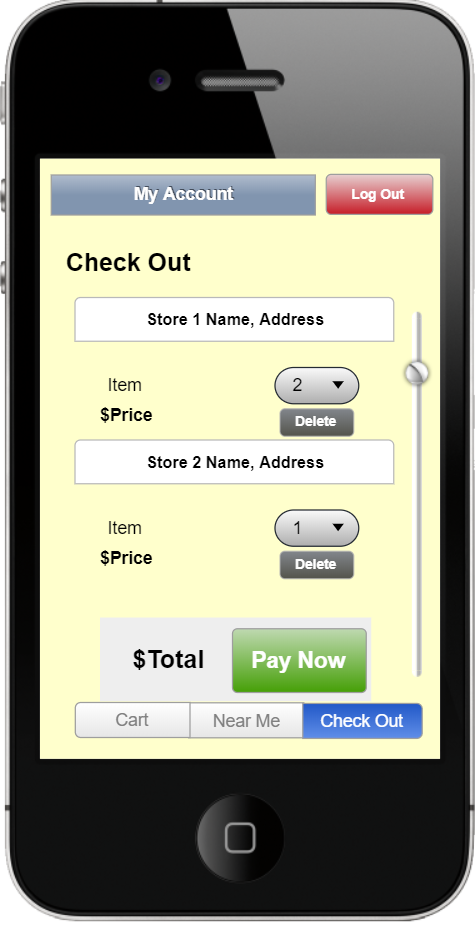 My Account
Log Out
Check Out
Store 1 Name, Address
Item
2
$Price
Delete
Store 2 Name, Address
Item
1
$Price
Delete
$Total
Pay Now
Cart
Near Me
Check Out